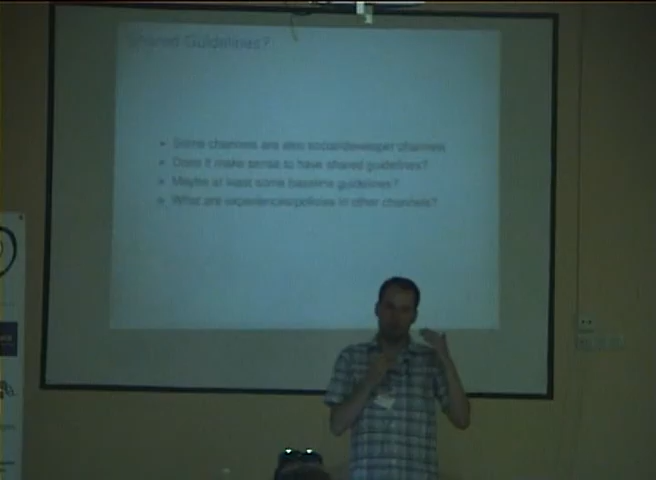 Shared Guidelines?
Some channels are also social/developer channels
Does it make sense to have shared guidelines?
Maybe at least some baseline guidelines?
What are experiences/policies in other channels?